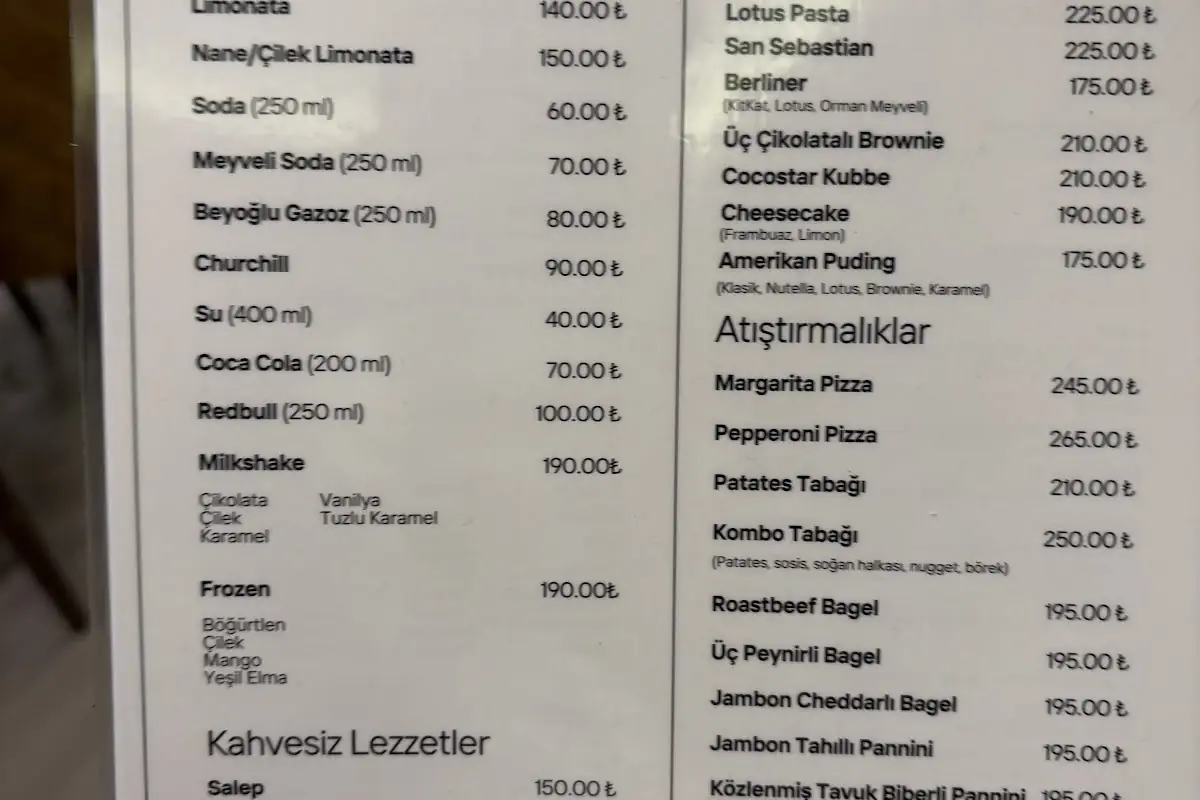 Limonata 140.00₺
Nane/Çilek Limonata 150.00₺
Soda (250 ml) 60.00₺
Meyveli Soda (250 ml) 70.00₺
Beyoğlu Gazoz (250 ml) 80.00₺
Churchill 90.00₺
Su (400 ml) 40.00₺
Coca Cola (200 ml) 70.00₺
Redbull (250 ml) 100.00₺
Milkshake 190.00₺
Çikolata Vanilya
Çilek Tuzlu Karamel
Karamel
Frozen 190.00₺
Böğürtlen
Çilek
Mango
Yeşil Elma
Kahvesiz Lezzetler
Salep 150.00₺
Lotus Pasta 225.00₺
San Sebastian 225.00₺
Berliner 175.00₺
(KitKat, Lotus, Orman Meyveli)
Üç Çikolatalı Brownie 210.00₺
Cocostar Kubbe 210.00₺
Cheesecake 190.00₺
(Frambuaz, Limon)
Amerikan Puding 175.00₺
(Klasik, Nutella, Lotus, Brownie, Karamel)
Atıştırmalıklar
Margarita Pizza 245.00₺
Pepperoni Pizza 265.00₺
Patates Tabağı 210.00₺
Kombo Tabağı 250.00₺
(Patates, sosis, soğan halkası, nugget, börek)
Roastbeef Bagel 195.00₺
Üç Peynirli Bagel 195.00₺
Jambon Cheddarlı Bagel 195.00₺
Jambon Tahıllı Pannini 195.00₺
Közlenmiş Tavuk Biberli Pannini 195.00₺